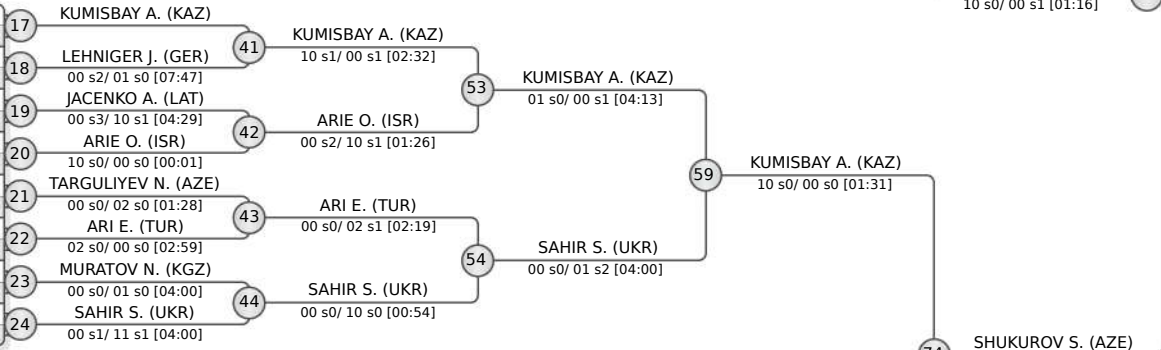 10 s0/ 00 s1 [01:16]
17
KUMISBAY A. (KAZ)
41
KUMISBAY A. (KAZ)
10 s1/ 00 s1 [02:32]
18
LEHNIGER J. (GER)
00 s2/ 01 s0 [07:47]
53
KUMISBAY A. (KAZ)
01 s0/ 00 s1 [04:13]
19
JACENKO A. (LAT)
00 s3/ 10 s1 [04:29]
42
ARIE O. (ISR)
00 s2/ 10 s1 [01:26]
20
ARIE O. (ISR)
10 s0/ 00 s0 [00:01]
59
KUMISBAY A. (KAZ)
10 s0/ 00 s0 [01:31]
21
TARGULIYEV N. (AZE)
00 s0/ 02 s0 [01:28]
43
ARI E. (TUR)
00 s0/ 02 s1 [02:19]
22
ARI E. (TUR)
02 s0/ 00 s0 [02:59]
54
SAHIR S. (UKR)
00 s0/ 01 s2 [04:00]
23
MURATOV N. (KGZ)
00 s0/ 01 s0 [04:00]
44
SAHIR S. (UKR)
00 s0/ 10 s0 [00:54]
24
SAHIR S. (UKR)
00 s1/ 11 s1 [04:00]
SHUKUROV S. (AZE)